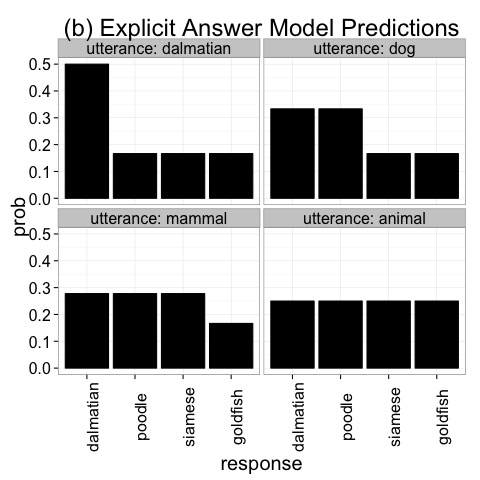 (b) Explicit Answer Model Predictions
utterance: dalmatian
utterance: dog
0.5
0.4
0.3
0.2
0.1
0.0
utterance: mammal
utterance: animal
0.5
0.4
0.3
0.2
0.1
0.0
prob
dalmatian
poodle
siamese
goldfish
dalmatian
poodle
siamese
goldfish
response